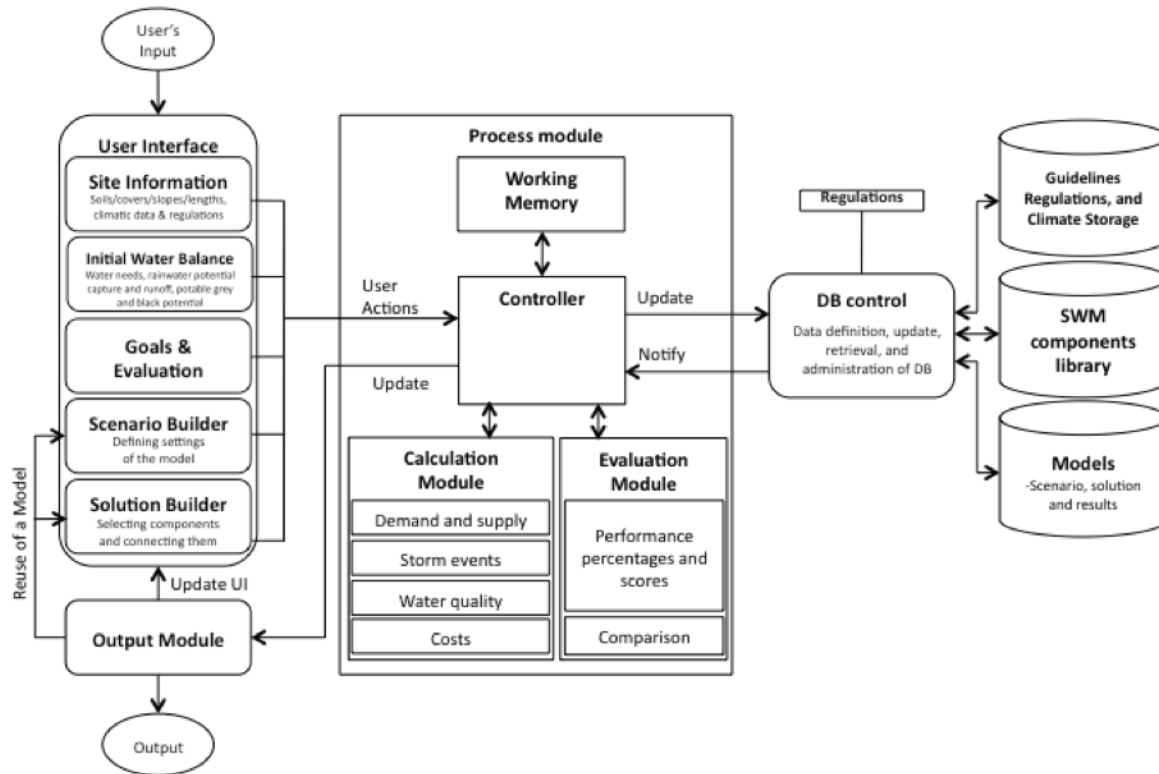 User's
Input
User Interface
Site Information
Soils/covers/slopes/lengths,
climatic data & regulations
Initial Water Balance
Water needs, rainwater potential
capture and runoff, potable grey
and black potential
Goals &
Evaluation
Scenario Builder
Defining settings
of the model
Solution Builder
Selecting components
and connecting them
Reuse of a Model
Update UI
Output Module
Output
User
Actions
Update
Process module
Working
Memory
Controller
Calculation
Module
Demand and supply
Storm events
Water quality
Costs
Evaluation
Module
Performance
percentages and
scores
Comparison
Update
Notify
Regulations
DB control
Data definition, update,
retrieval, and
administration of DB
Guidelines
Regulations, and
Climate Storage
SWM
components
library
Models
-Scenario, solution
and results